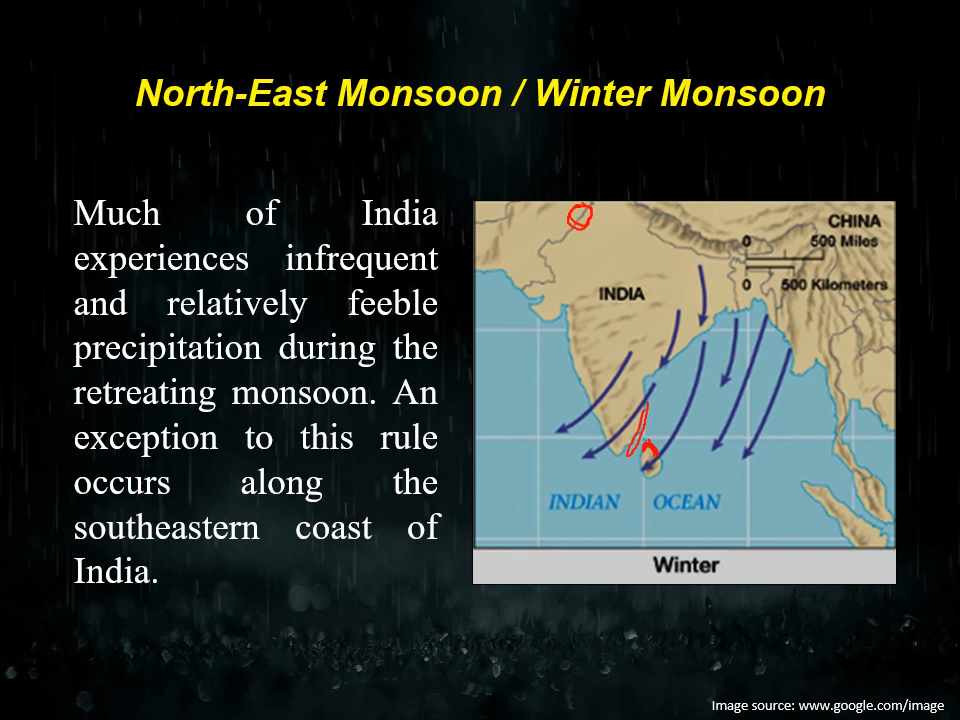 North-East Monsoon / Winter Monsoon
Much of India
experiences infrequent
and relatively feeble
precipitation during the
retreating monsoon. An
exception to this rule
occurs along the
southeastern coast of
India.
CHINA
0 500 Miles
0 500 Kilometers
INDIA
INDIAN OCEAN
Winter
Image source: www.google.com/image